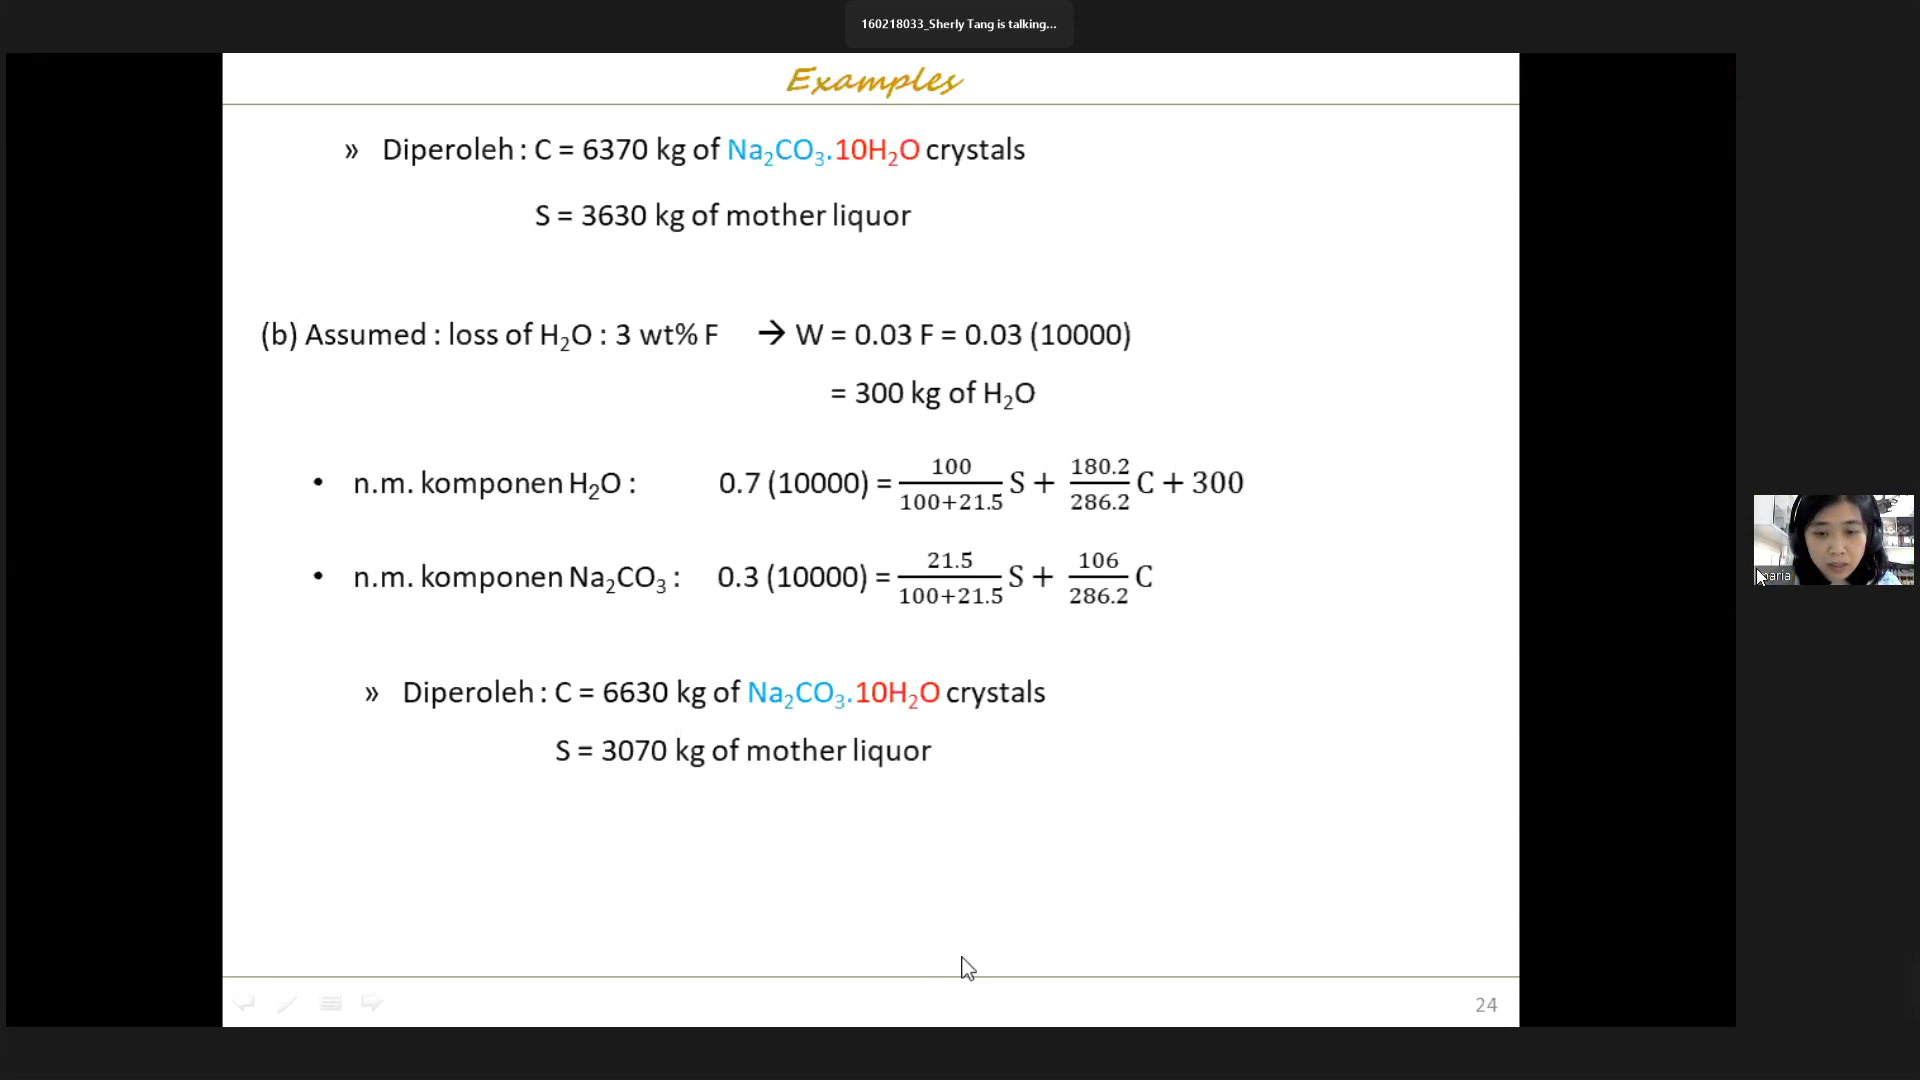 160218033_Sherly Tang is talking...
Examples
» Diperoleh : C = 6370 kg of Na₂CO₃.10H₂O crystals
S = 3630 kg of mother liquor
(b) Assumed : loss of H₂O : 3 wt% F → W = 0.03 F = 0.03 (10000)
= 300 kg of H₂O
• n.m. komponen H₂O : 0.7 (10000) = 100/(100+21.5) S + 180.2/286.2 C + 300
• n.m. komponen Na₂CO₃ : 0.3 (10000) = 21.5/(100+21.5) S + 106/286.2 C
» Diperoleh : C = 6630 kg of Na₂CO₃.10H₂O crystals
S = 3070 kg of mother liquor
24